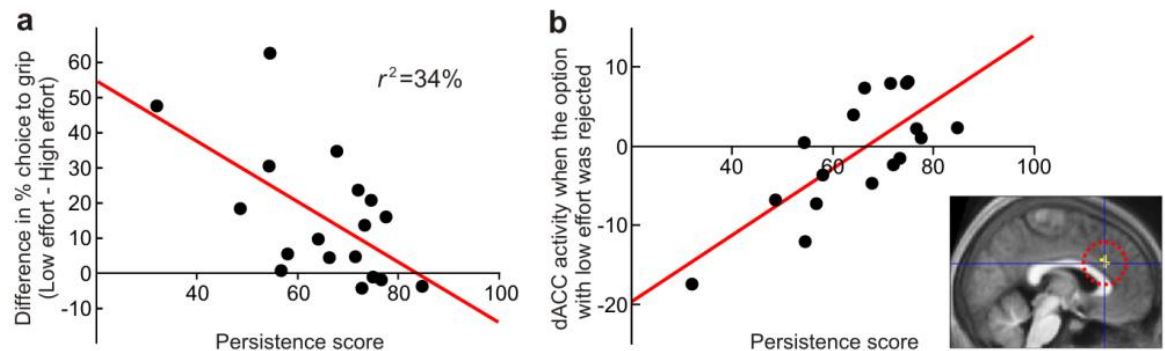 a
Difference in % choice to grip
(Low effort - High effort)
60
50
40
30
20
10
0
-10
40
60
80
100
r²=34%
Persistence score
b
dACC activity when the option
with low effort was rejected
10
0
-10
-20
40
60
80
100
Persistence score